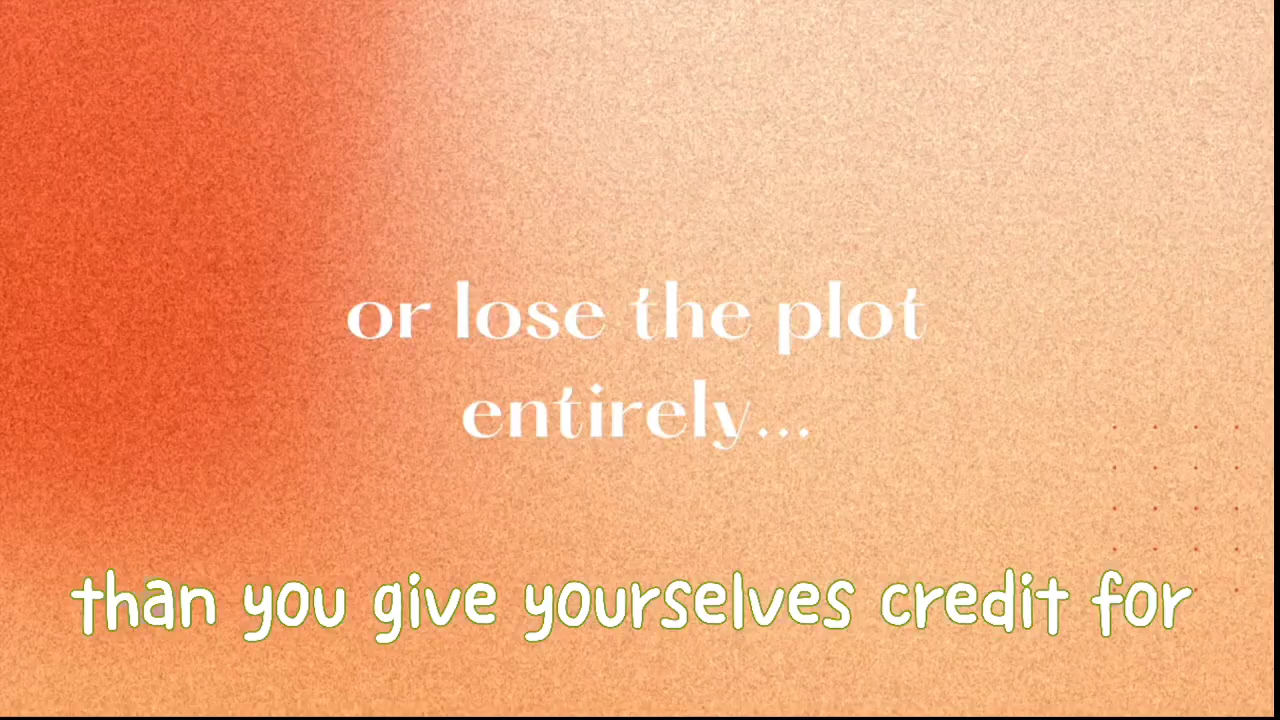 or lose the plot
entirely...
than you give yourselves credit for